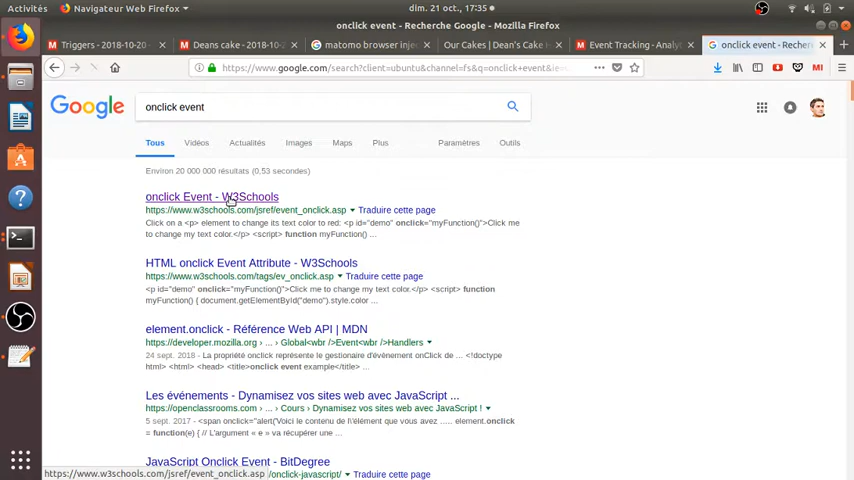 Activités Navigateur Web Firefox dim. 21 oct., 17:35
onclick event - Recherche Google - Mozilla Firefox
Triggers - 2018-10-20 - Deans cake - 2018-10-2 matomo browser injec Our Cakes | Dean's Cake Event Tracking - Analy onclick event - Recher
https://www.google.com/search?client=ubuntu&channel=fs&q=onclick+event&ie
Google onclick event
Tous Vidéos Actualités Images Maps Plus Paramètres Outils
Environ 20 000 000 résultats (0,53 secondes)
onclick Event - W3Schools
https://www.w3schools.com/jsref/event_onclick.asp Traduire cette page
Click on a <p> element to change its text color to red: <p id="demo" onclick="myFunction()">Click me
to change my text color.</p> <script> function myFunction() ...
HTML onclick Event Attribute - W3Schools
https://www.w3schools.com/tags/ev_onclick.asp Traduire cette page
<p id="demo" onclick="myFunction()">Click me to change my text color.</p> <script> function
myFunction() { document.getElementById("demo").style.color ...
element.onclick - Référence Web API | MDN
https://developer.mozilla.org › ... › Global<wbr />Event<wbr />Handlers
24 sept. 2018 - La propriété onclick représente le gestionaire d'évènement onClick de ... <!doctype
html> <html> <head> <title>onclick event example</title> ...
Les événements - Dynamisez vos sites web avec JavaScript ...
https://openclassrooms.com › ... › Cours › Dynamisez vos sites web avec JavaScript !
5 sept. 2017 - <span onclick="alert('Voici le contenu de l\'élément que vous avez ..... element.onclick
= function(e) { // L'argument « e » va récupérer une ...
JavaScript Onclick Event - BitDegree
https://www.w3schools.com/jsref/event_onclick.asp /onclick-javascript/ Traduire cette page